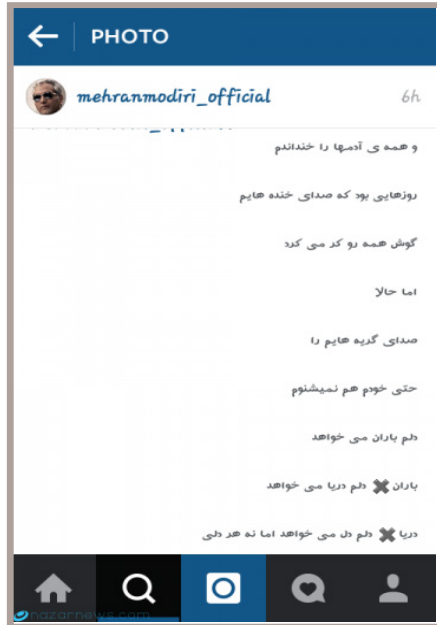 PHOTO
mehranmodiri_official 6h
و همه ی آدمها را خنداندم
روزهایی بود که صدای خنده هایم
گوش همه رو کر می کرد
اما حالا
صدای گریه هایم را
حتی خودم هم نمیشنوم
دلم باران می خواهد
باران ✖ دلم دریا می خواهد
دریا ✖ دلم دل می خواهد اما نه هر دلی
nazarnews.com